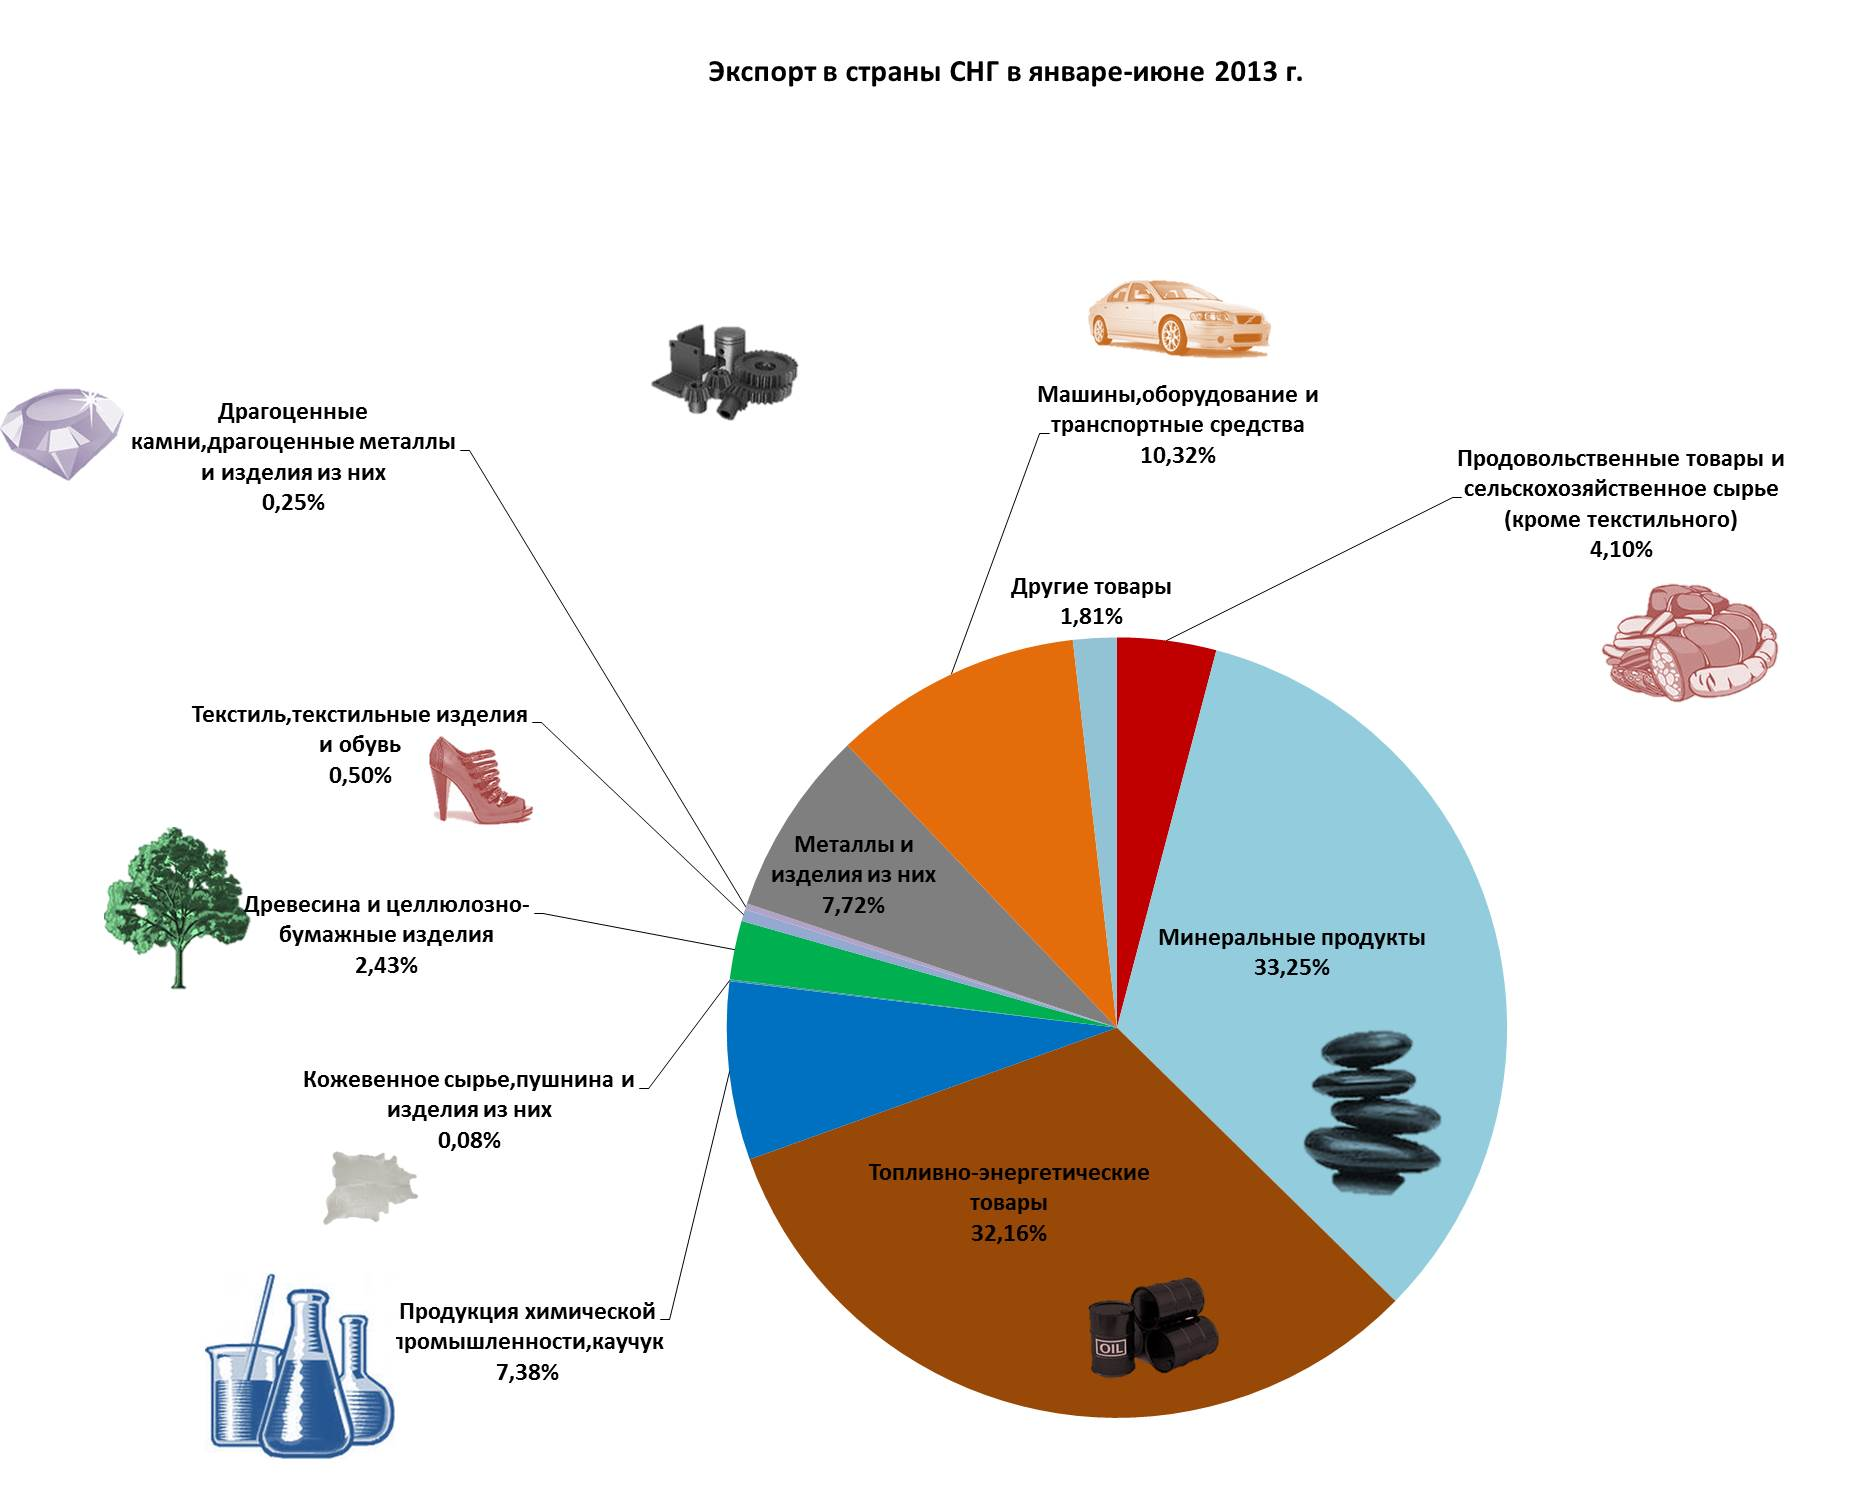 Экспорт в страны СНГ в январе-июне 2013 г.
Машины,оборудование и
транспортные средства
10,32%
Драгоценные
камни,драгоценные металлы
и изделия из них
0,25%
Продовольственные товары и
сельскохозяйственное сырье
(кроме текстильного)
4,10%
Другие товары
1,81%
Текстиль,текстильные изделия
и обувь
0,50%
Металлы и
изделия из них
7,72%
Древесина и целлюлозно-
бумажные изделия
2,43%
Минеральные продукты
33,25%
Кожевенное сырье,пушнина и
изделия из них
0,08%
Топливно-энергетические
товары
32,16%
Продукция химической
промышленности,каучук
7,38%
OIL